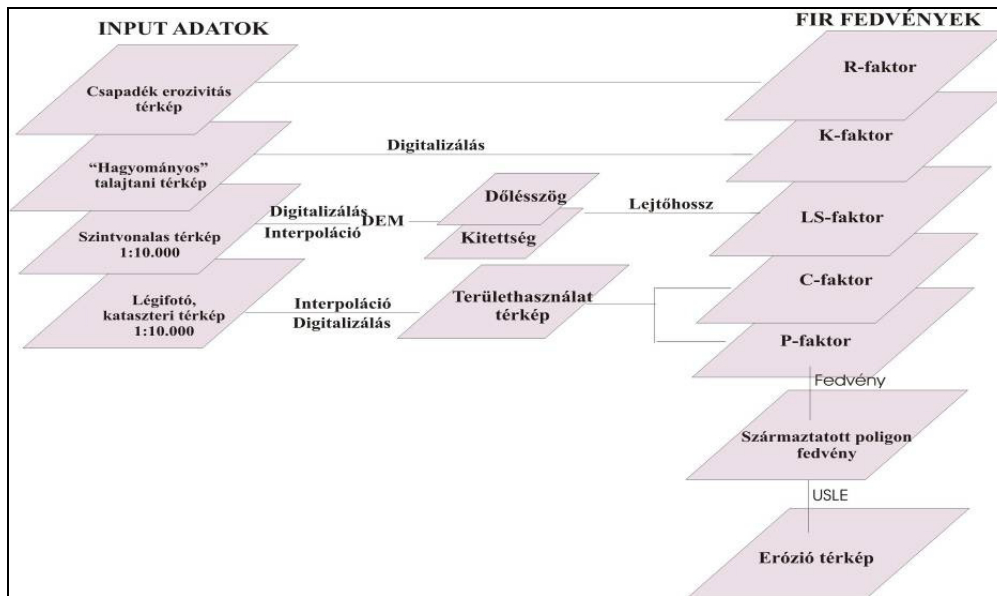 INPUT ADATOK
FIR FEDVÉNYEK
Csapadék erozivitás
térkép
R-faktor
“Hagyományos”
talajtani térkép
Digitalizálás
K-faktor
Szintvonalas térkép
1:10.000
Digitalizálás
Interpoláció
DEM
Dőlésszög
Kitettség
Lejtőhossz
LS-faktor
Légifotó,
kataszteri térkép
1:10.000
Interpoláció
Digitalizálás
Területhasználat
térkép
C-faktor
P-faktor
Fedvény
Származtatott poligon
fedvény
USLE
Erózió térkép